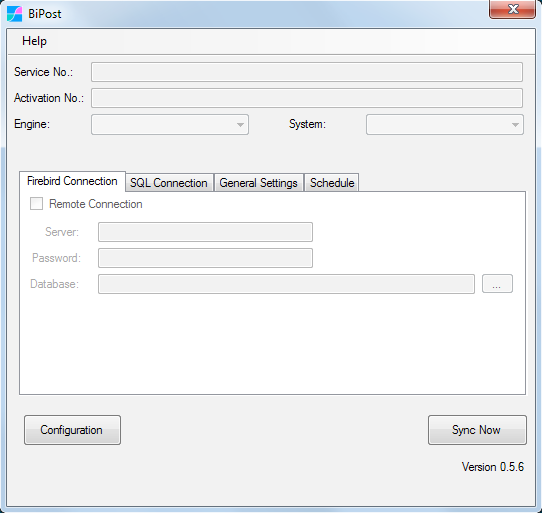 BiPost
Help
Service No.:
Activation No.:
Engine: System:
Firebird Connection SQL Connection General Settings Schedule
Remote Connection
Server:
Password:
Database: ...
Configuration Sync Now
Version 0.5.6